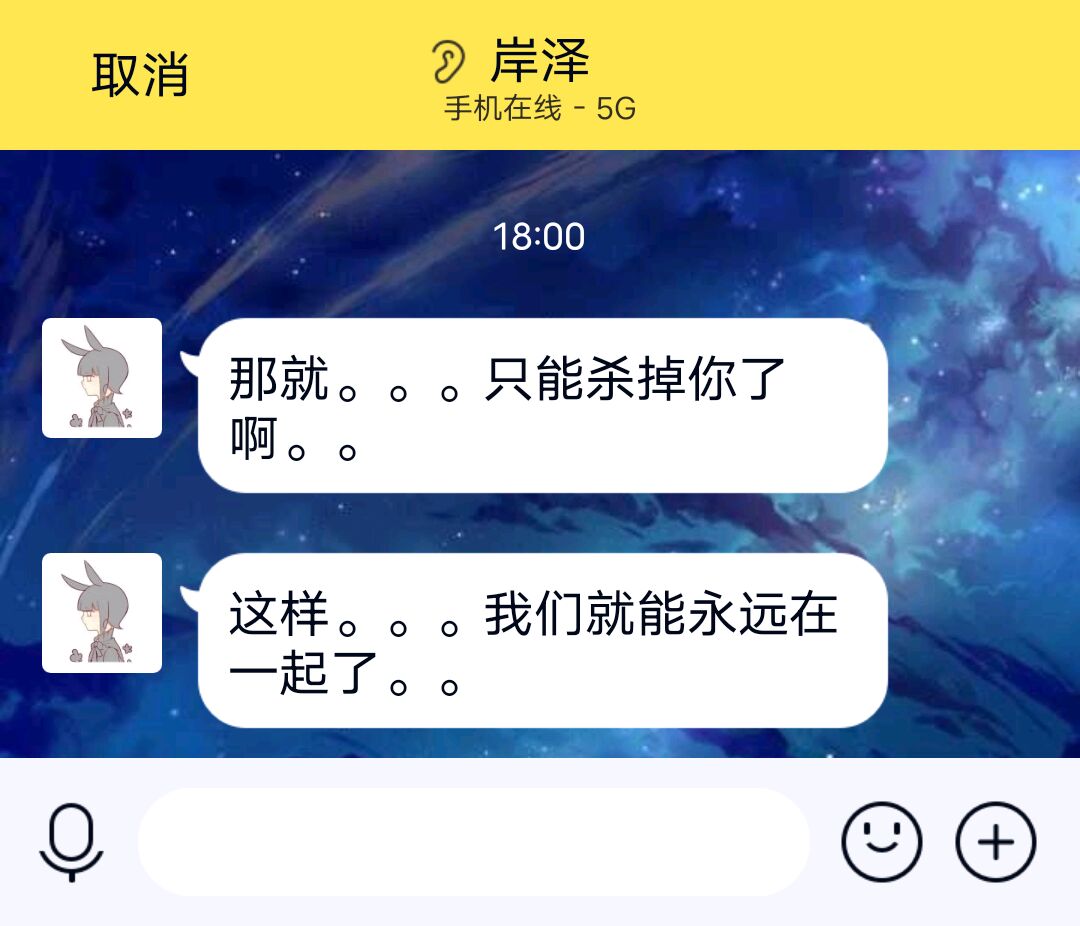 取消
岸泽
手机在线 - 5G
18:00
那就。。。只能杀掉你了
啊。。
这样。。。我们就能永远在
一起了。。